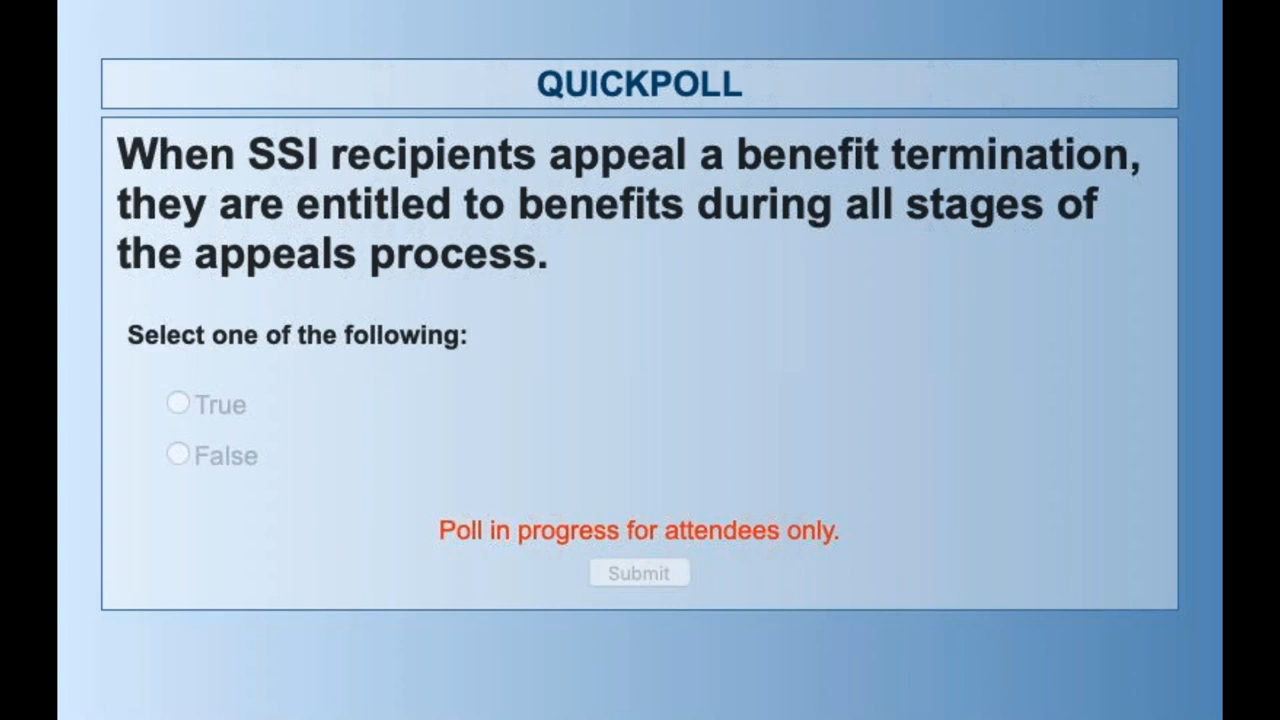 QUICKPOLL
When SSI recipients appeal a benefit termination,
they are entitled to benefits during all stages of
the appeals process.
Select one of the following:
True
False
Poll in progress for attendees only.
Submit